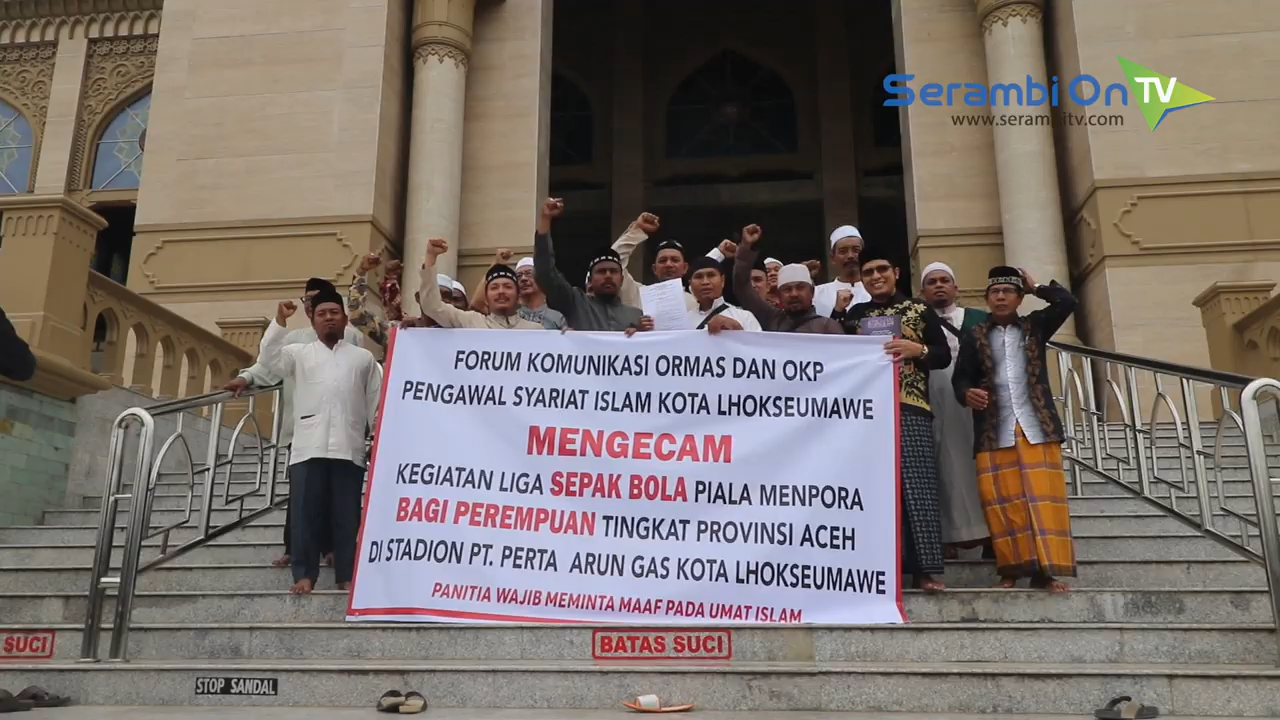 Serambi On TV
www.serambitv.com
FORUM KOMUNIKASI ORMAS DAN OKP
PENGAWAL SYARIAT ISLAM KOTA LHOKSEUMAWE
MENGECAM
KEGIATAN LIGA SEPAK BOLA PIALA MENPORA
BAGI PEREMPUAN TINGKAT PROVINSI ACEH
DI STADION PT. PERTA ARUN GAS KOTA LHOKSEUMAWE
PANITIA WAJIB MEMINTA MAAF PADA UMAT ISLAM
SUCI
BATAS SUCI
STOP SANDAL